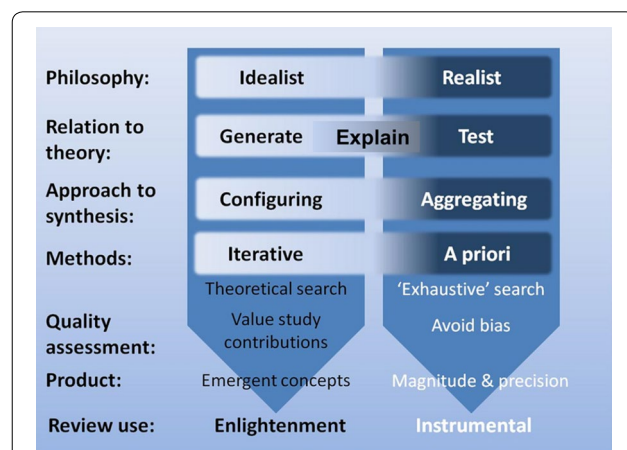 Philosophy: Idealist Realist
Relation to
theory: Generate Explain Test
Approach to
synthesis: Configuring Aggregating
Methods: Iterative A priori
Theoretical search 'Exhaustive' search
Quality
assessment: Value study
contributions Avoid bias
Product: Emergent concepts Magnitude & precision
Review use: Enlightenment Instrumental